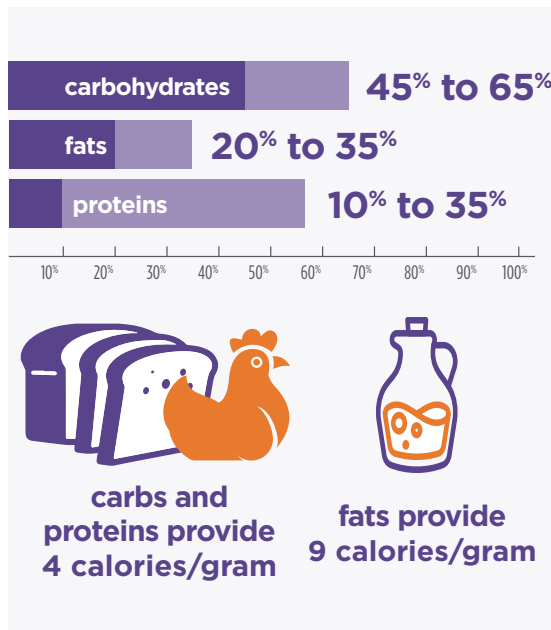 carbohydrates 45% to 65%
fats 20% to 35%
proteins 10% to 35%
10% 20% 30% 40% 50% 60% 70% 80% 90% 100%
carbs and
proteins provide
4 calories/gram
fats provide
9 calories/gram